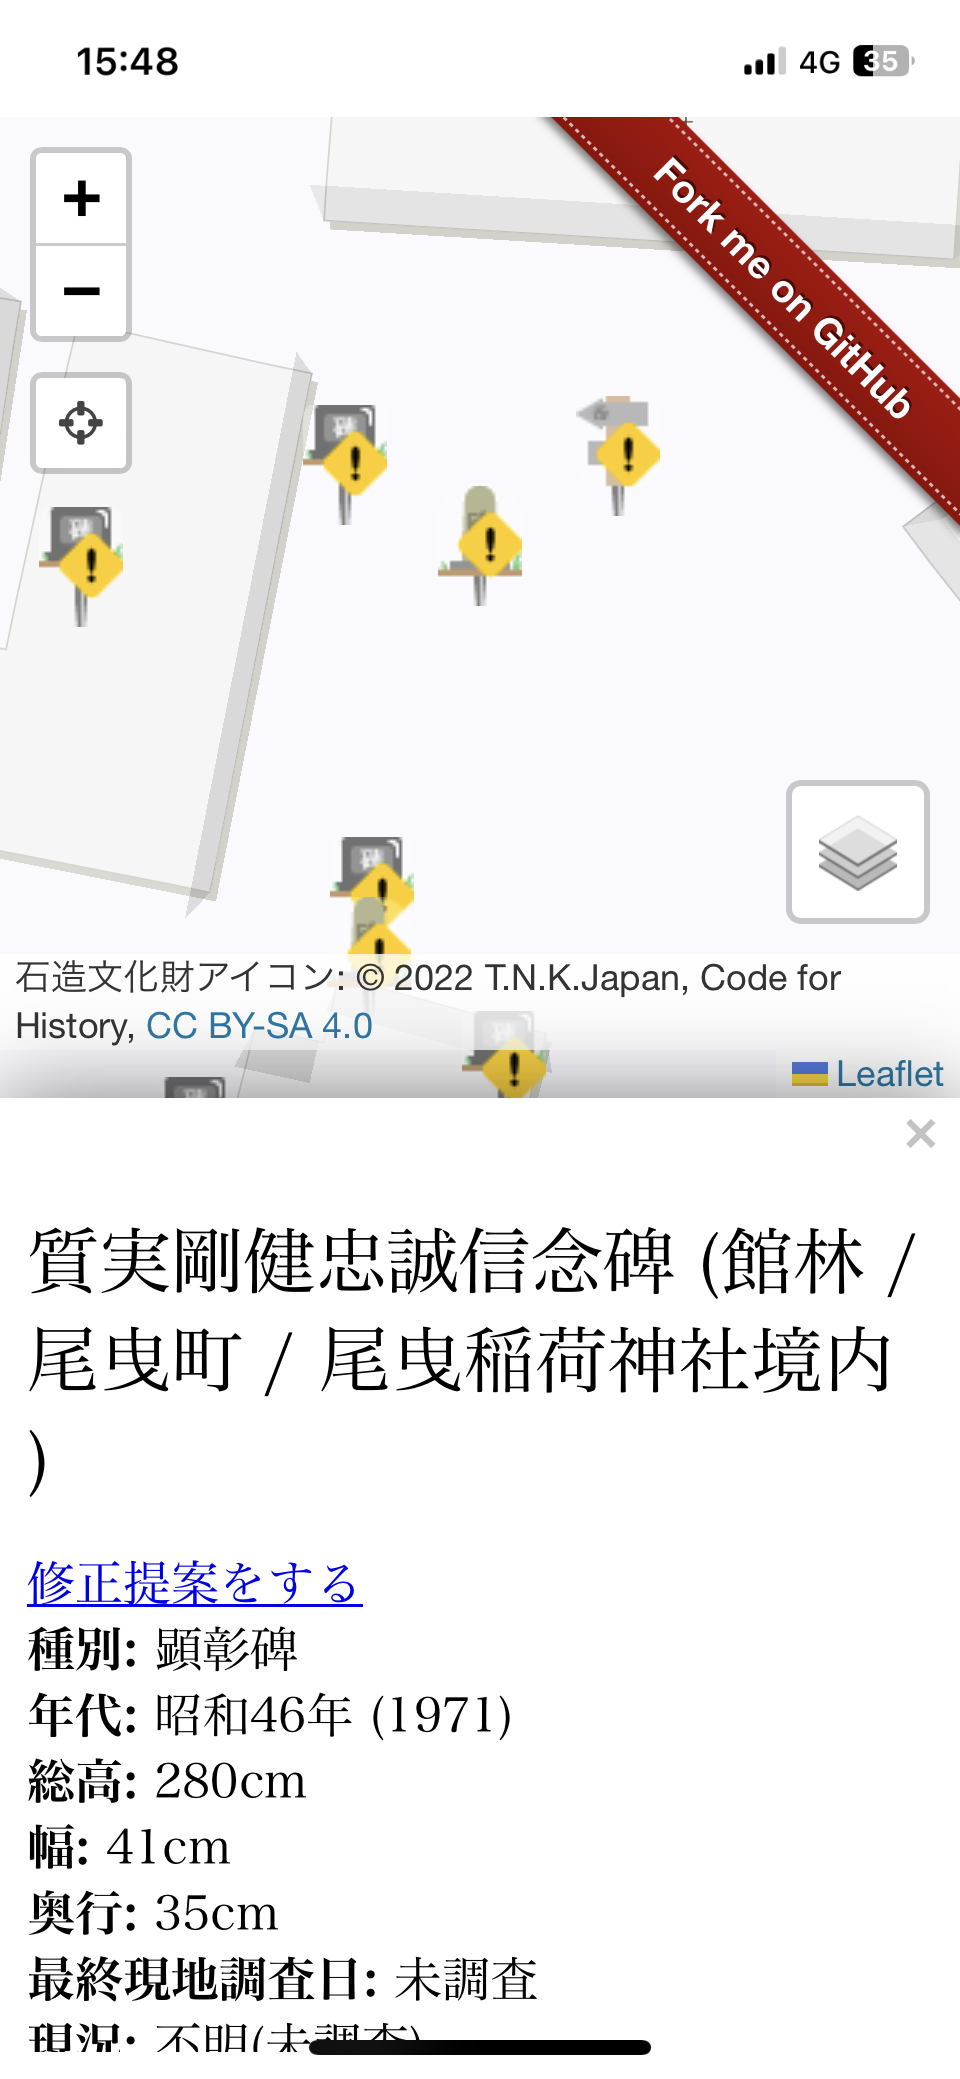 15:48
4G 35
+
Fork me on GitHub
−
碑
碑
碑
石造文化財アイコン: © 2022 T.N.K.Japan, Code for
History, CC BY-SA 4.0
Leaflet
×
質実剛健忠誠信念碑 (館林 /
尾曳町 / 尾曳稲荷神社境内
)
修正提案をする
種別: 顕彰碑
年代: 昭和46年 (1971)
総高: 280cm
幅: 41cm
奥行: 35cm
最終現地調査日: 未調査
現況: 不明(未調査)